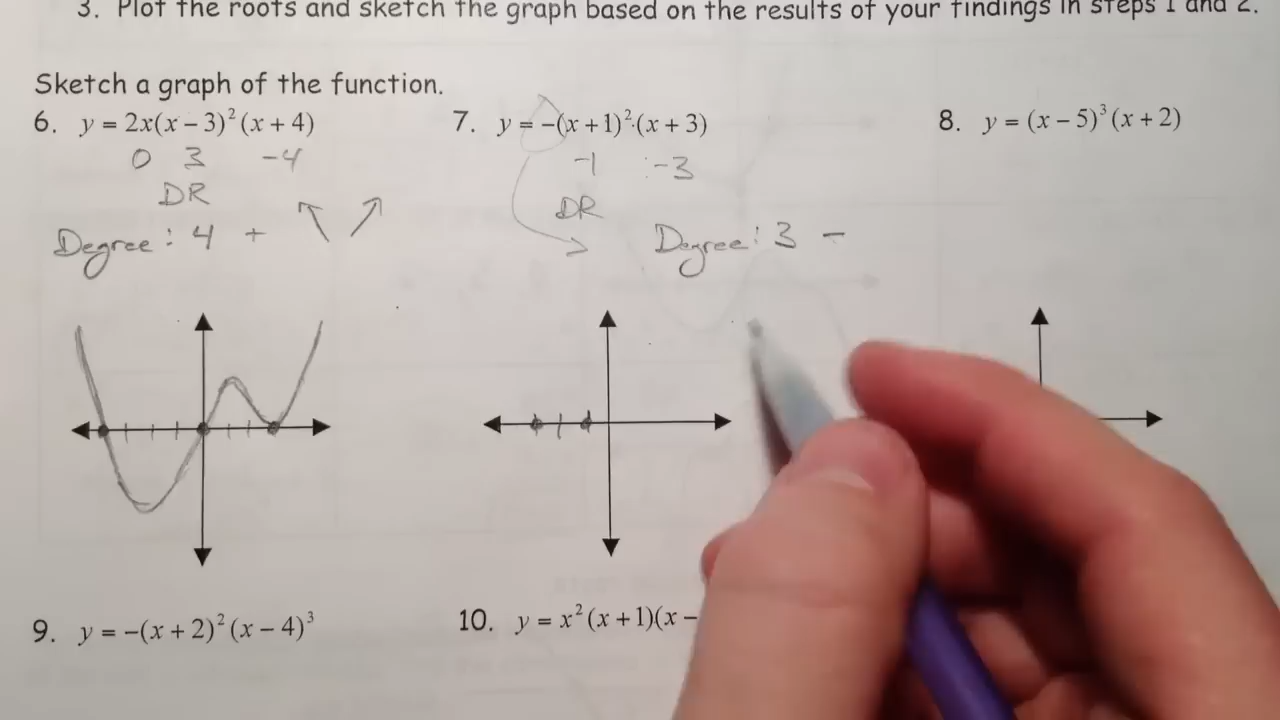 3. Plot the roots and sketch the graph based on the results of your findings in steps 1 and 2.
Sketch a graph of the function.
6. y = 2x(x – 3)²(x + 4)
0 3 -4
DR
Degree: 4 +
7. y = –(x + 1)²·(x + 3)
-1 -3
DR
Degree: 3 -
8. y = (x – 5)³(x + 2)
9. y = –(x + 2)²(x – 4)³
10. y = x²(x + 1)(x –